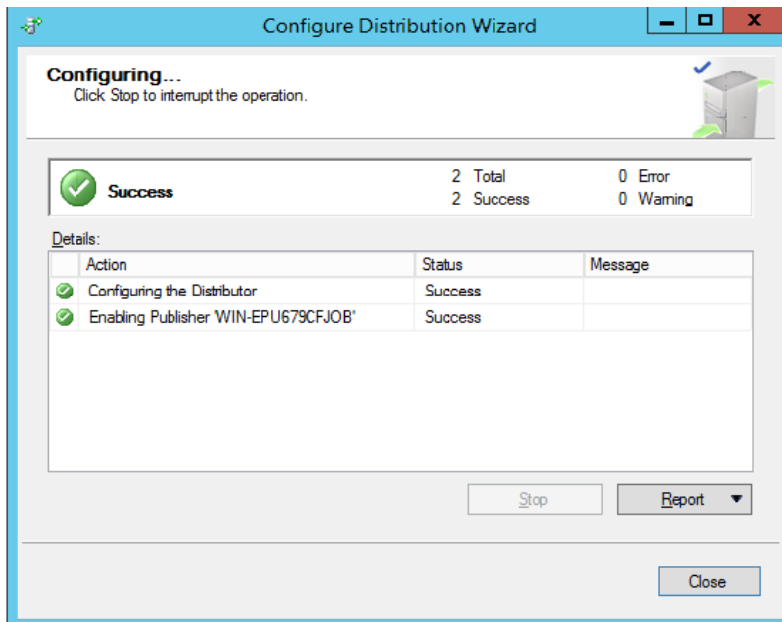 Configure Distribution Wizard
Configuring...
Click Stop to interrupt the operation.
Success 2 Total 0 Error
2 Success 0 Warning
Details:
Action Status Message
Configuring the Distributor Success
Enabling Publisher 'WIN-EPU679CFJOB' Success
Stop Report
Close